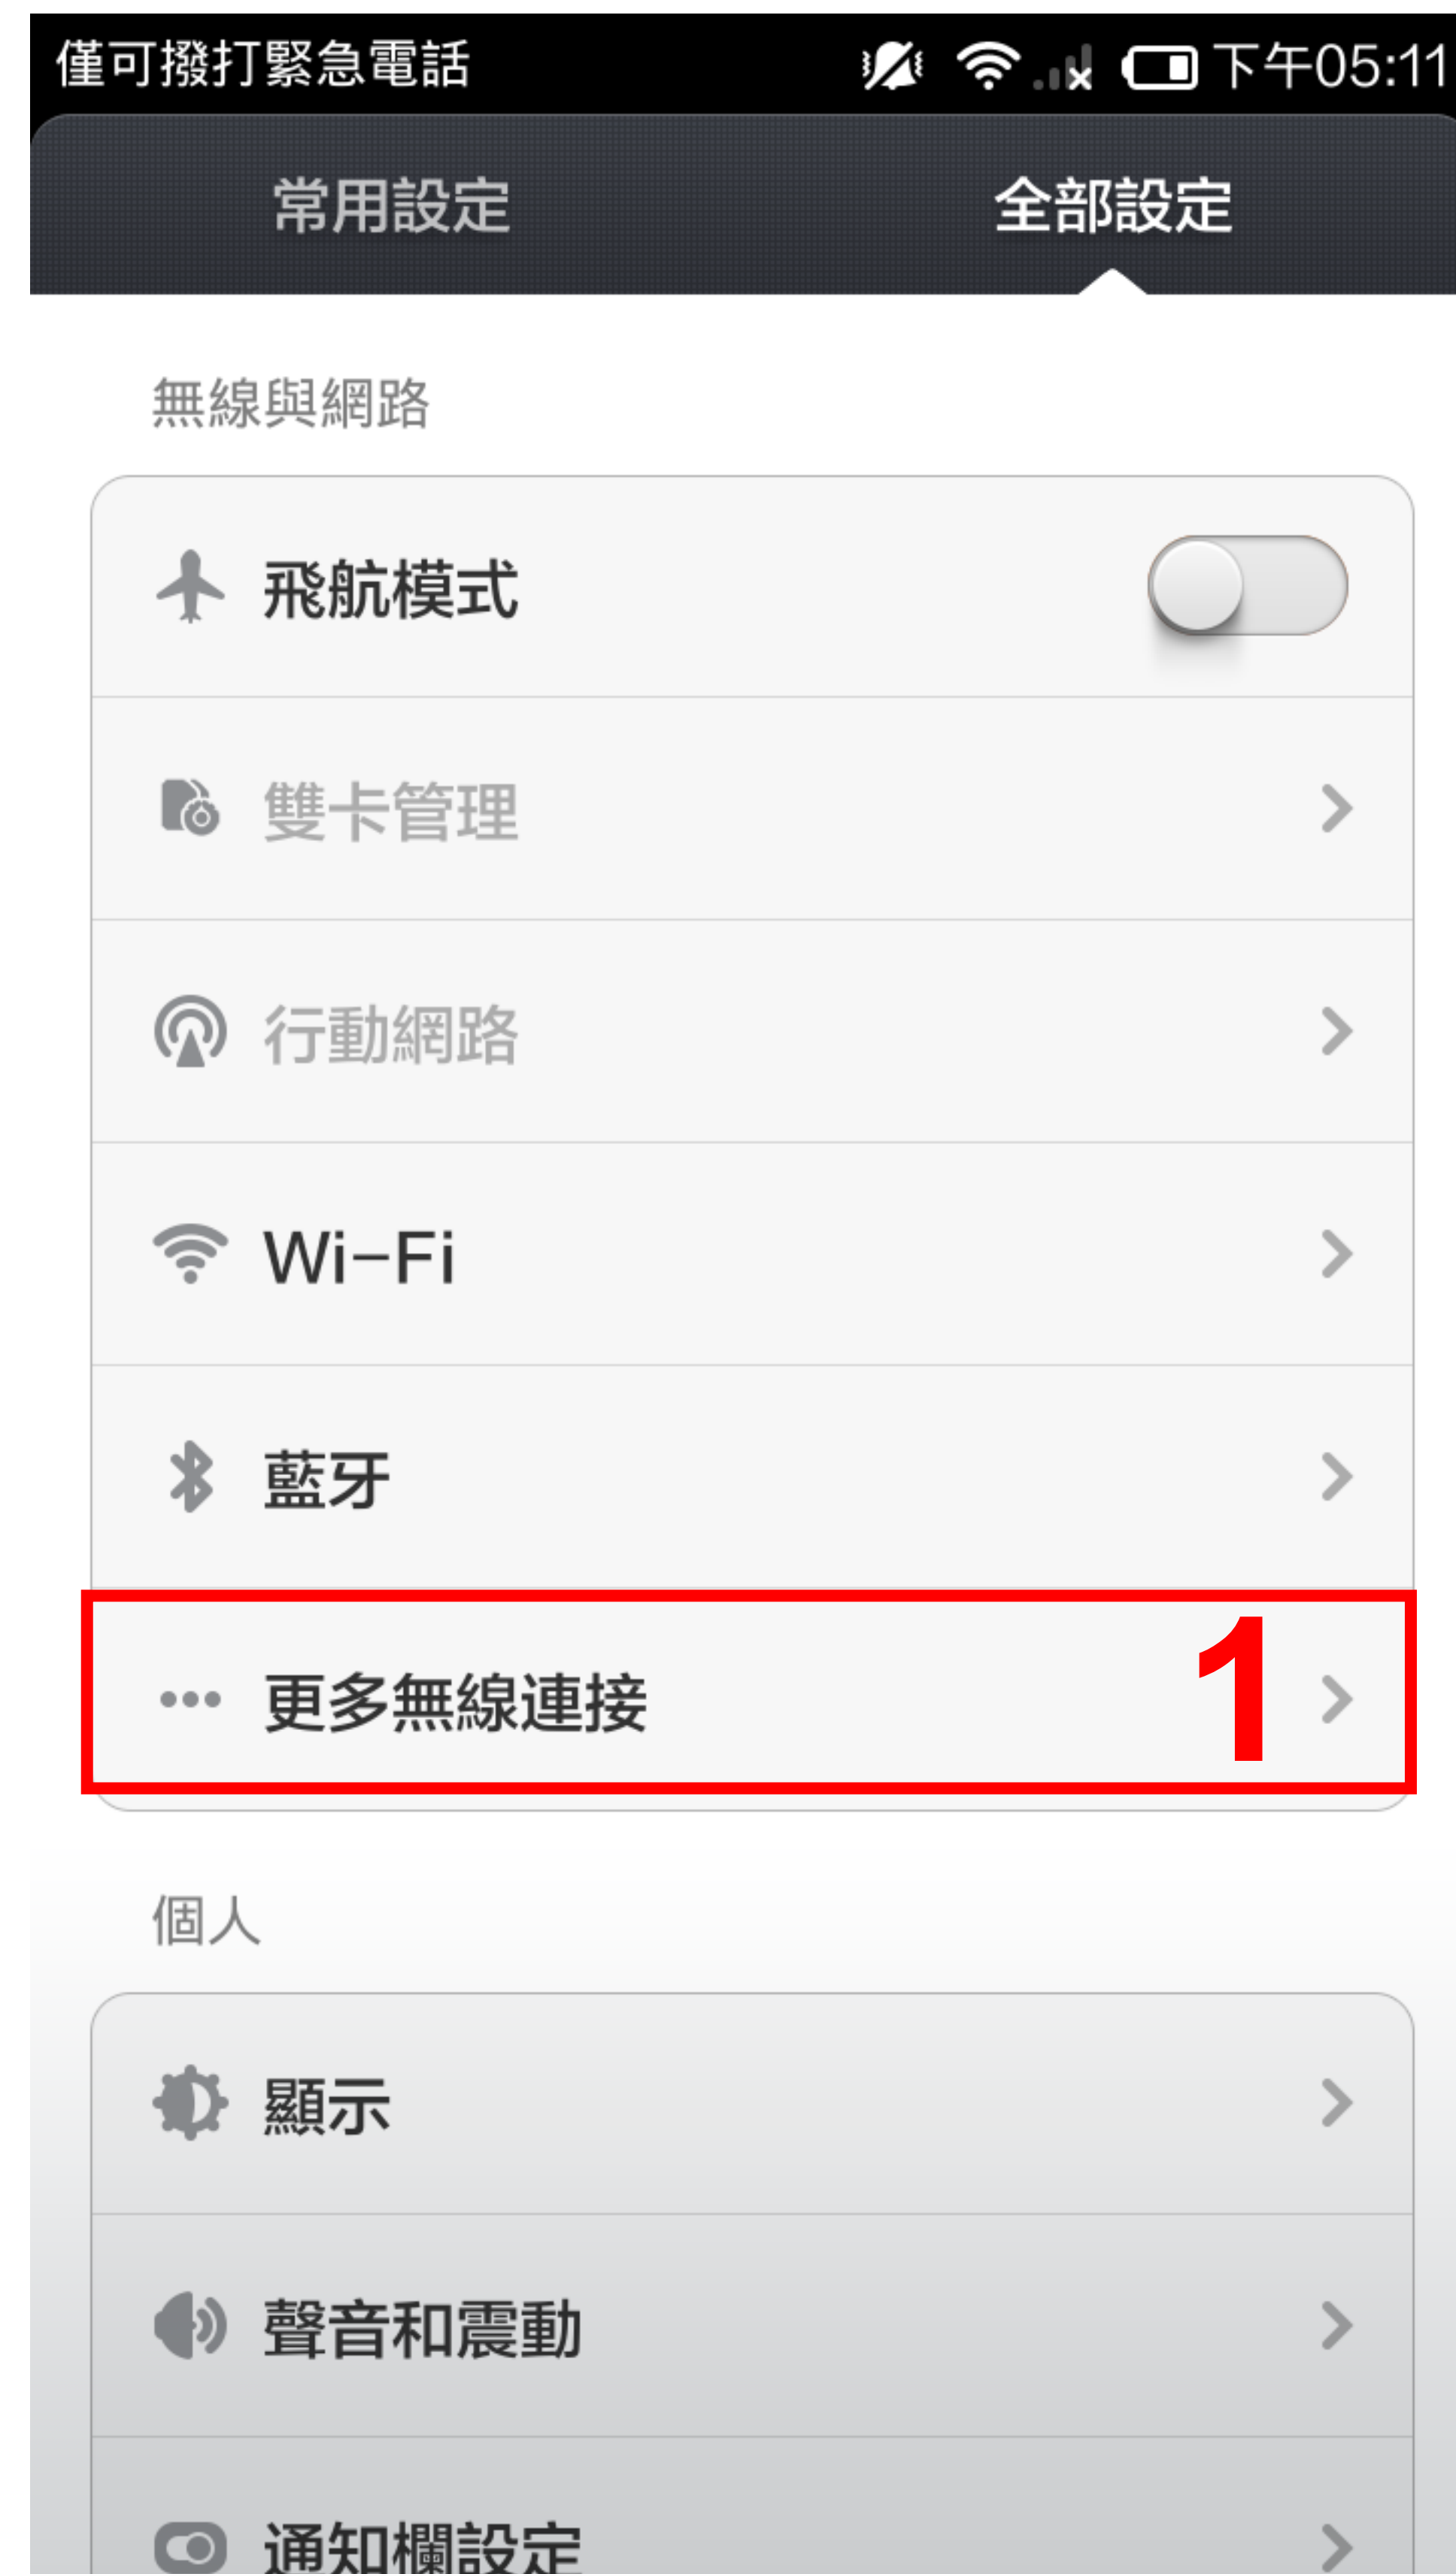 僅可撥打緊急電話 下午05:11
常用設定 全部設定
無線與網路
飛航模式
雙卡管理
行動網路
Wi-Fi
藍牙
更多無線連接 1
個人
顯示
聲音和震動
通知欄設定